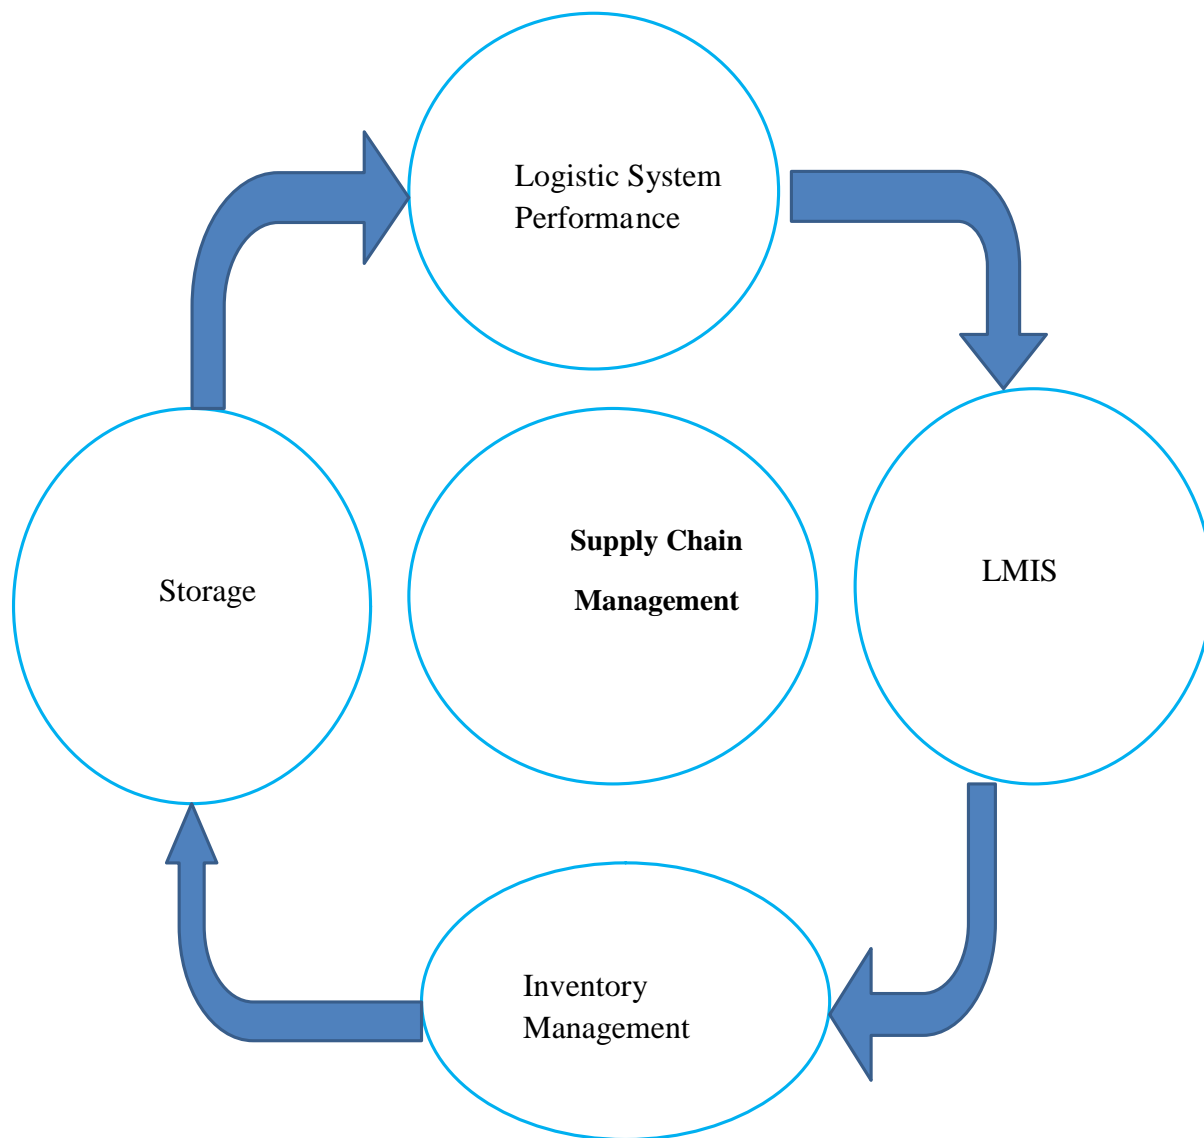 Logistic System
Performance
Supply Chain
Management
LMIS
Storage
Inventory
Management